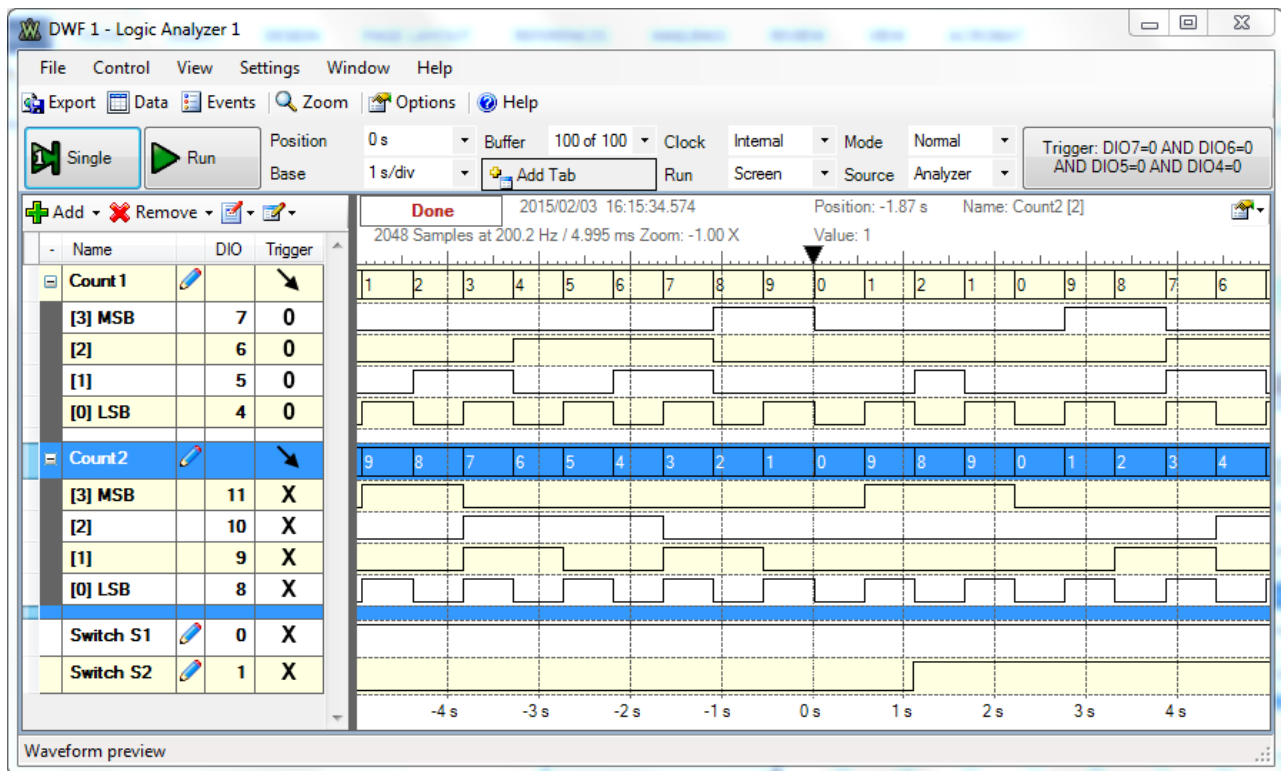 DWF 1 - Logic Analyzer 1
File Control View Settings Window Help
Export Data Events Zoom Options Help
Single Run Position 0 s Buffer 100 of 100 Clock Internal Mode Normal Trigger: DIO7=0 AND DIO6=0
AND DIO5=0 AND DIO4=0
Base 1 s/div Add Tab Run Screen Source Analyzer
Add Remove Done 2015/02/03 16:15:34.574 Position: -1.87 s Name: Count2 [2]
2048 Samples at 200.2 Hz / 4.995 ms Zoom: -1.00 X Value: 1
- Name DIO Trigger
Count1 1 2 3 4 5 6 7 8 9 0 1 2 1 0 9 8 7 6
[3] MSB 7 0
[2] 6 0
[1] 5 0
[0] LSB 4 0
Count2 9 8 7 6 5 4 3 2 1 0 9 8 9 0 1 2 3 4
[3] MSB 11 X
[2] 10 X
[1] 9 X
[0] LSB 8 X
Switch S1 0 X
Switch S2 1 X
-4 s -3 s -2 s -1 s 0 s 1 s 2 s 3 s 4 s
Waveform preview